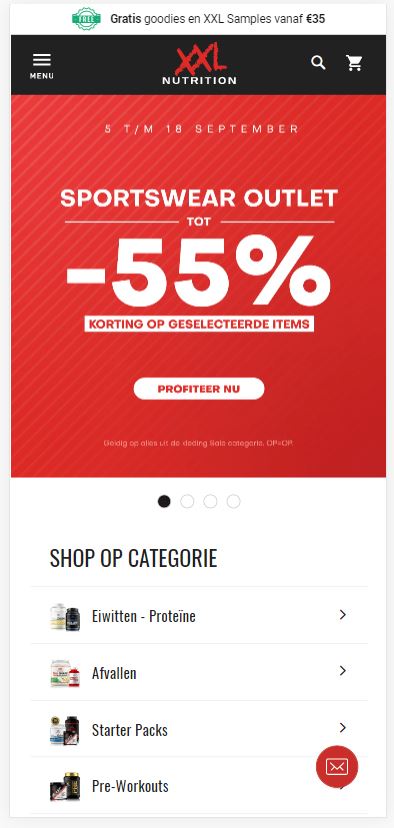 FREE
Gratis goodies en XXL Samples vanaf €35
MENU
XXL
NUTRITION
5 T/M 18 SEPTEMBER
SPORTSWEAR OUTLET
TOT
-55%
KORTING OP GESELECTEERDE ITEMS
PROFITEER NU
Geldig op alles uit de kleding Sale categorie. OP=OP.
SHOP OP CATEGORIE
Eiwitten - Proteïne
Afvallen
Starter Packs
Pre-Workouts